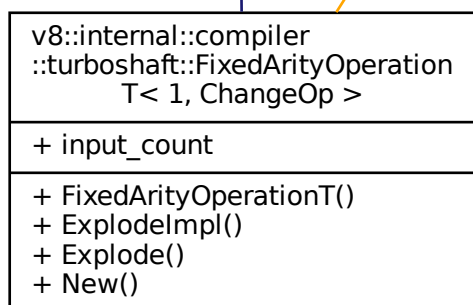 v8::internal::compiler
::turboshaft::FixedArityOperation
T< 1, ChangeOp >
+ input_count
+ FixedArityOperationT()
+ ExplodeImpl()
+ Explode()
+ New()